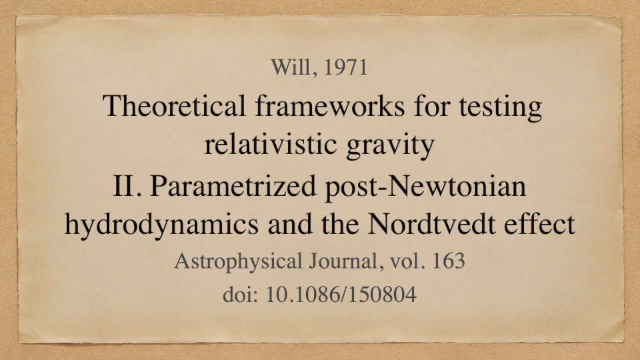 Will, 1971
Theoretical frameworks for testing
relativistic gravity
II. Parametrized post-Newtonian
hydrodynamics and the Nordtvedt effect
Astrophysical Journal, vol. 163
doi: 10.1086/150804